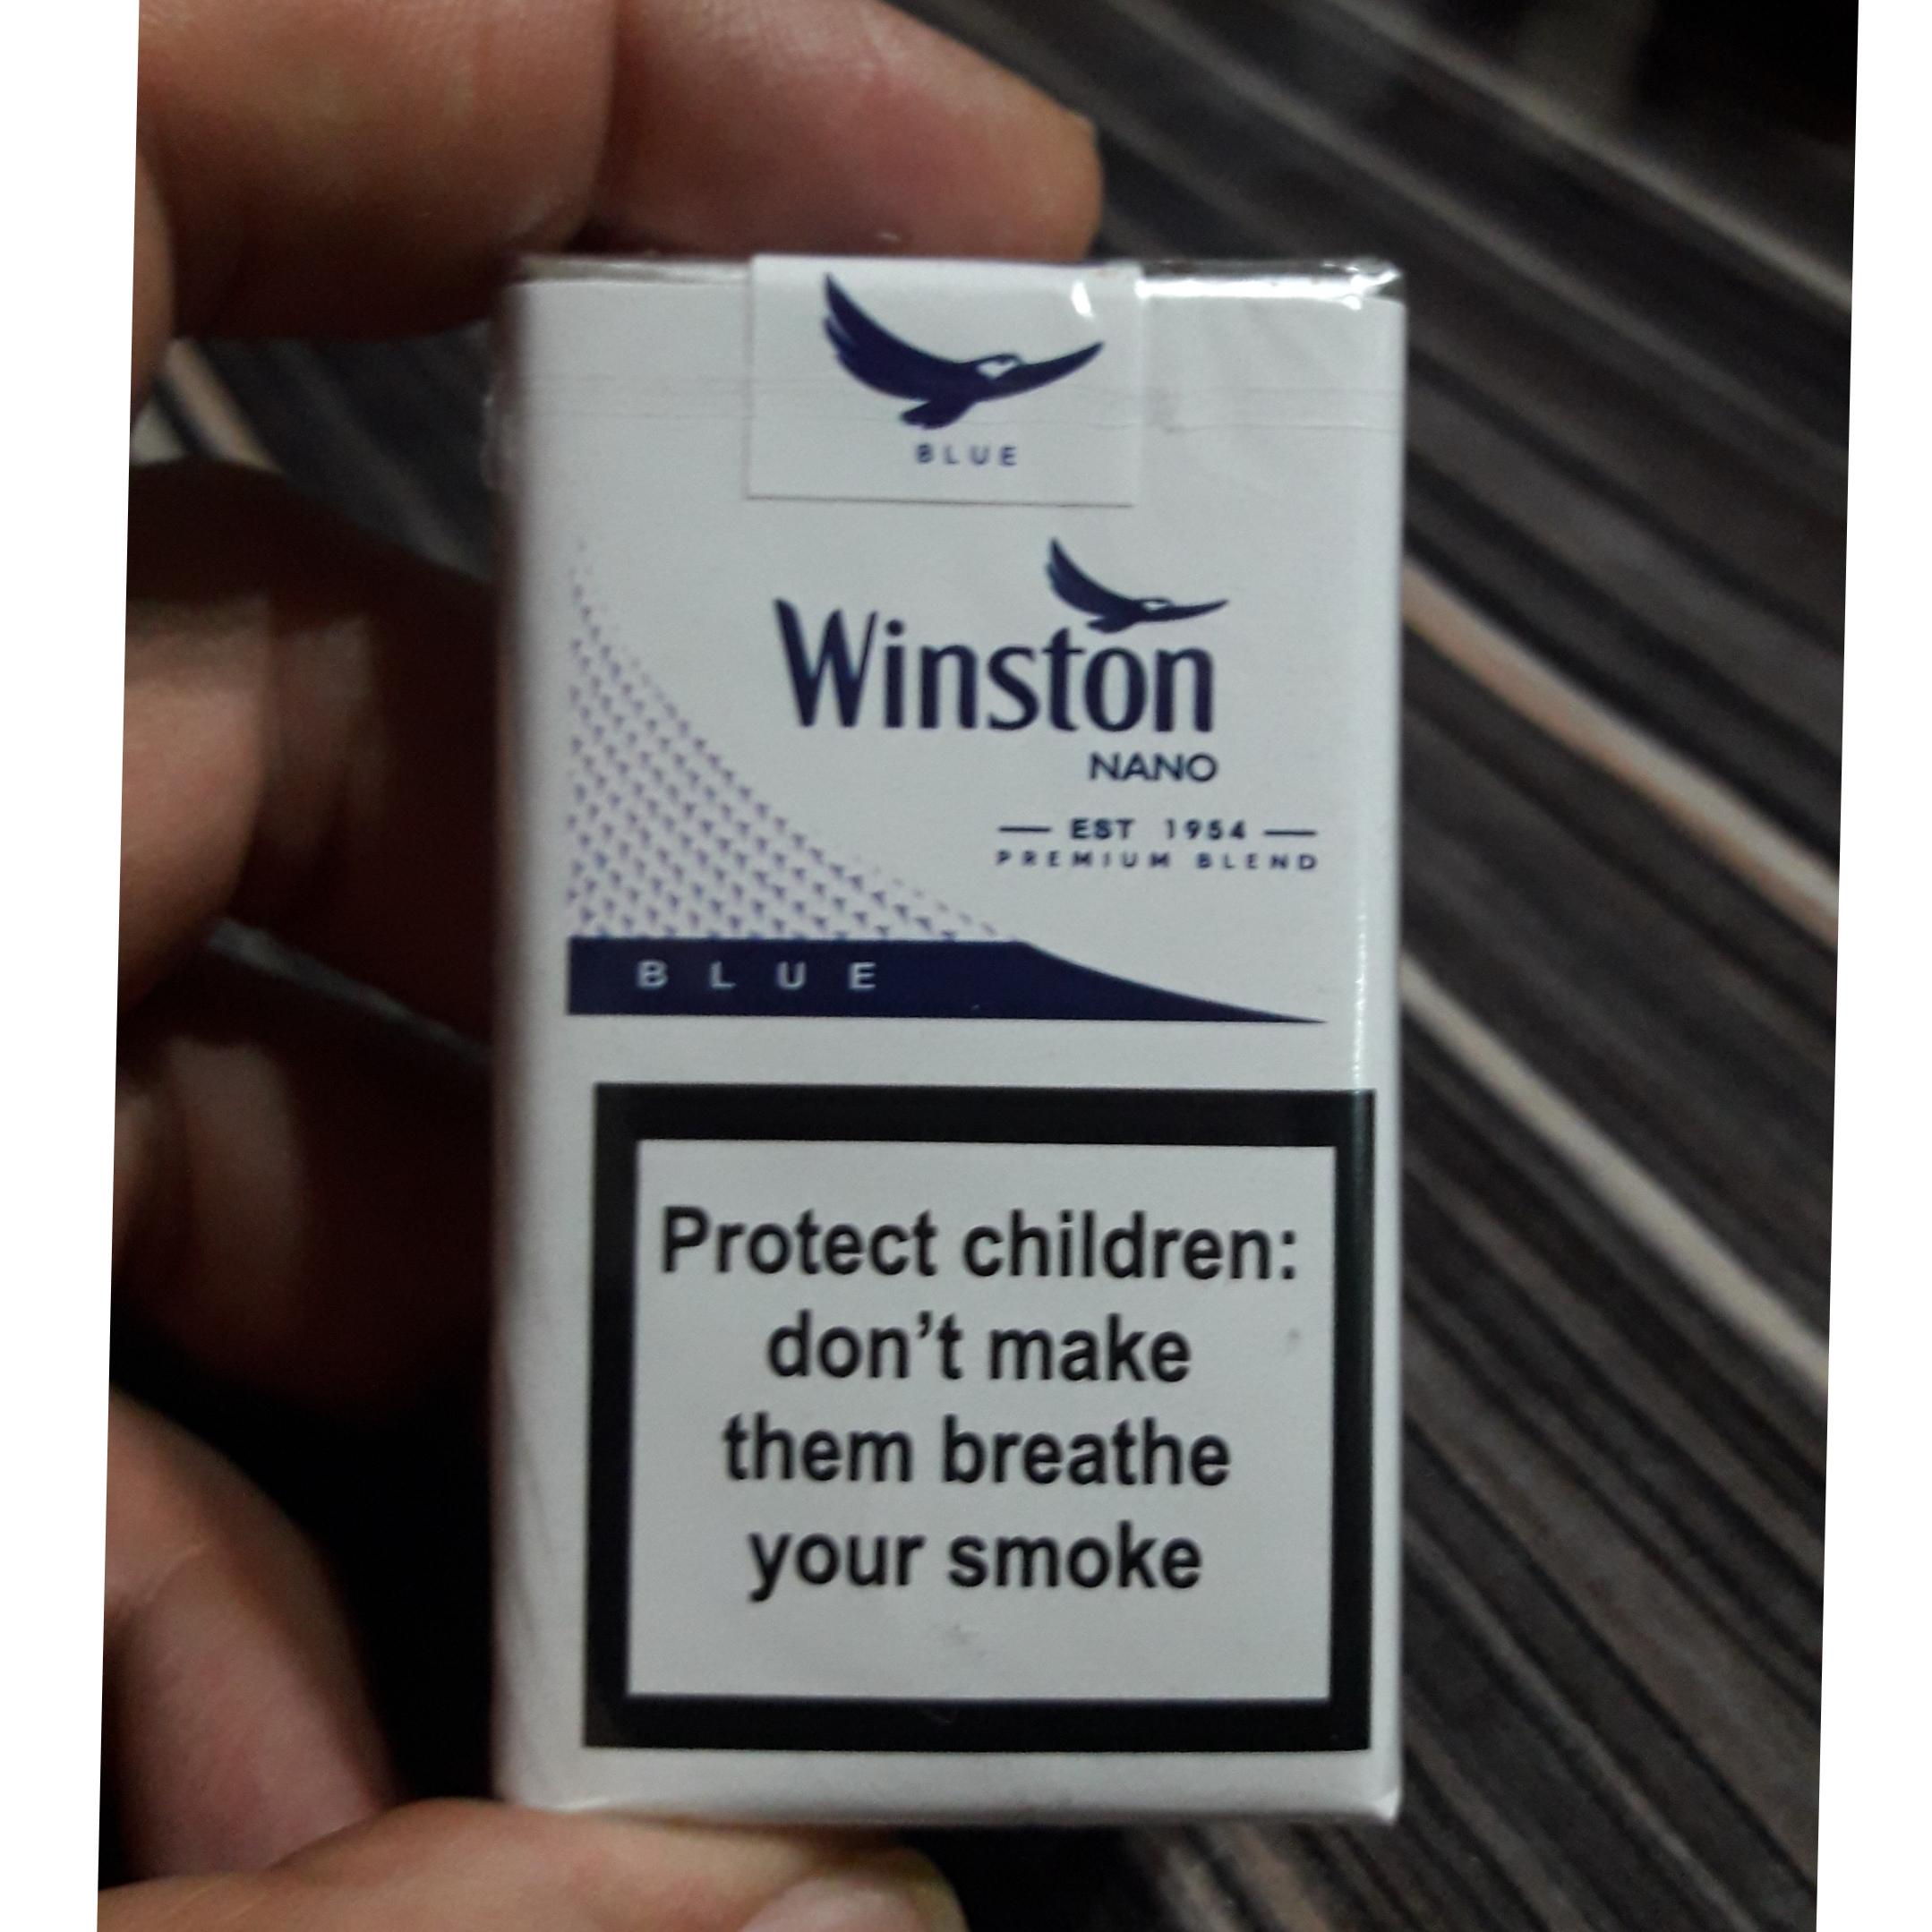 BLUE
Winston
NANO
EST 1954
PREMIUM BLEND
BLUE
Protect children:
don't make
them breathe
your smoke